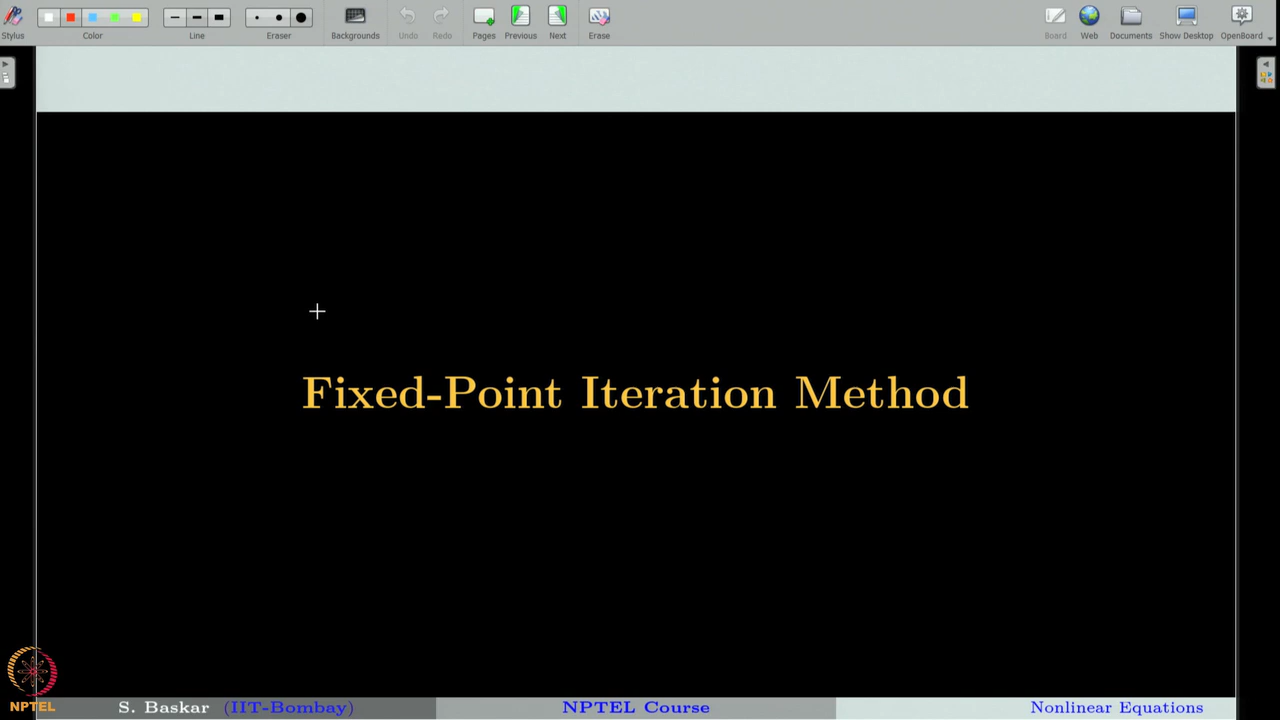 Stylus Color Line Eraser Backgrounds Undo Redo Pages Previous Next Erase Board Web Documents Show Desktop OpenBoard
Fixed-Point Iteration Method
NPTEL
S. Baskar (IIT-Bombay) NPTEL Course Nonlinear Equations